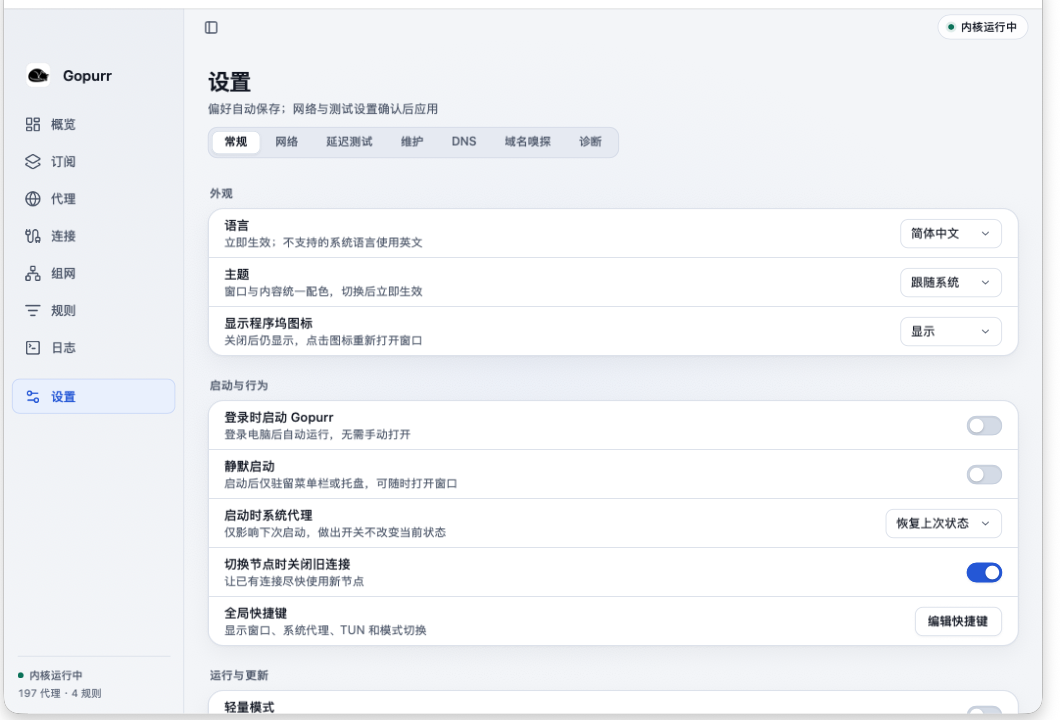 内核运行中
Gopurr
概览
订阅
代理
连接
组网
规则
日志
设置
内核运行中
197 代理 · 4 规则
设置
偏好自动保存；网络与测试设置确认后应用
常规 网络 延迟测试 维护 DNS 域名嗅探 诊断
外观
语言
立即生效；不支持的系统语言使用英文
简体中文
主题
窗口与内容统一配色，切换后立即生效
跟随系统
显示程序坞图标
关闭后仍显示，点击图标重新打开窗口
显示
启动与行为
登录时启动 Gopurr
登录电脑后自动运行，无需手动打开
静默启动
启动后仅驻留菜单栏或托盘，可随时打开窗口
启动时系统代理
仅影响下次启动，做出开关不改变当前状态
恢复上次状态
切换节点时关闭旧连接
让已有连接尽快使用新节点
全局快捷键
显示窗口、系统代理、TUN 和模式切换
编辑快捷键
运行与更新
轻量模式